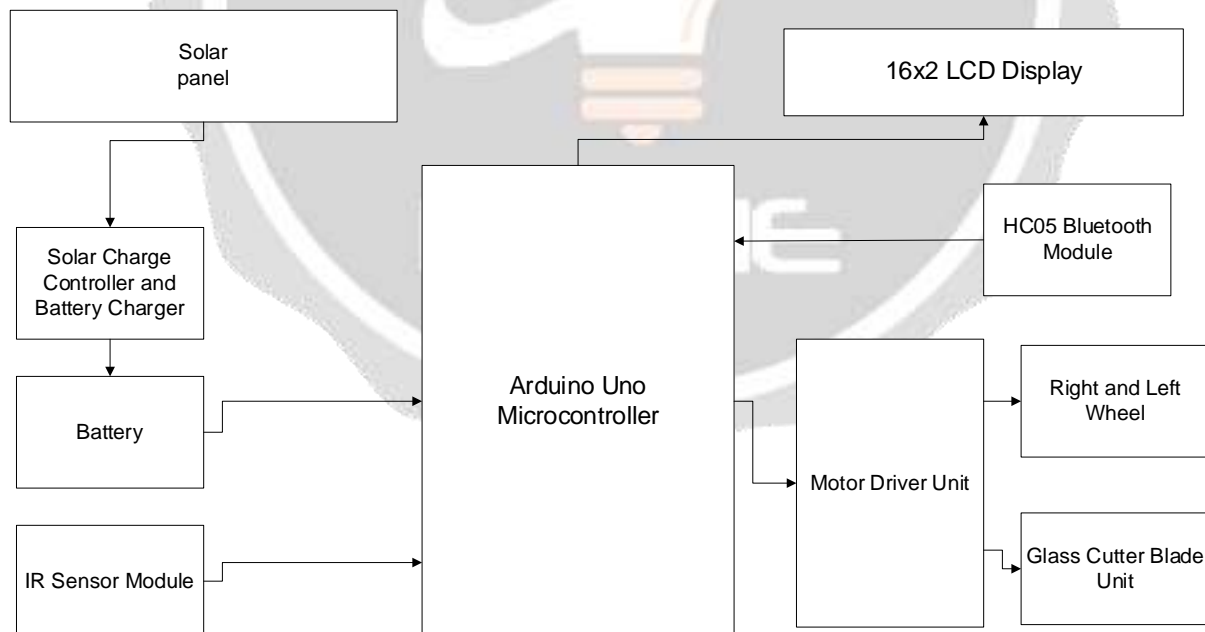 Solar
panel
16x2 LCD Display
HC05 Bluetooth
Module
Solar Charge
Controller and
Battery Charger
Arduino Uno
Microcontroller
Battery
Right and Left
Wheel
Motor Driver Unit
IR Sensor Module
Glass Cutter Blade
Unit